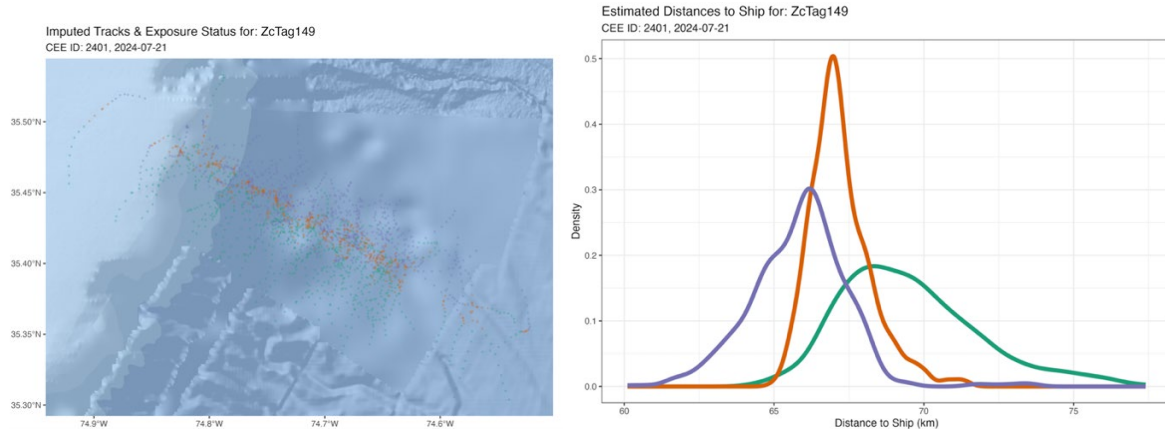 Imputed Tracks & Exposure Status for: ZcTag149
CEE ID: 2401, 2024-07-21
35.50°N
35.45°N
35.40°N
35.35°N
35.30°N
74.9°W
74.8°W
74.7°W
74.6°W
Estimated Distances to Ship for: ZcTag149
CEE ID: 2401, 2024-07-21
Density
0.5
0.4
0.3
0.2
0.1
0.0
60
65
70
75
Distance to Ship (km)